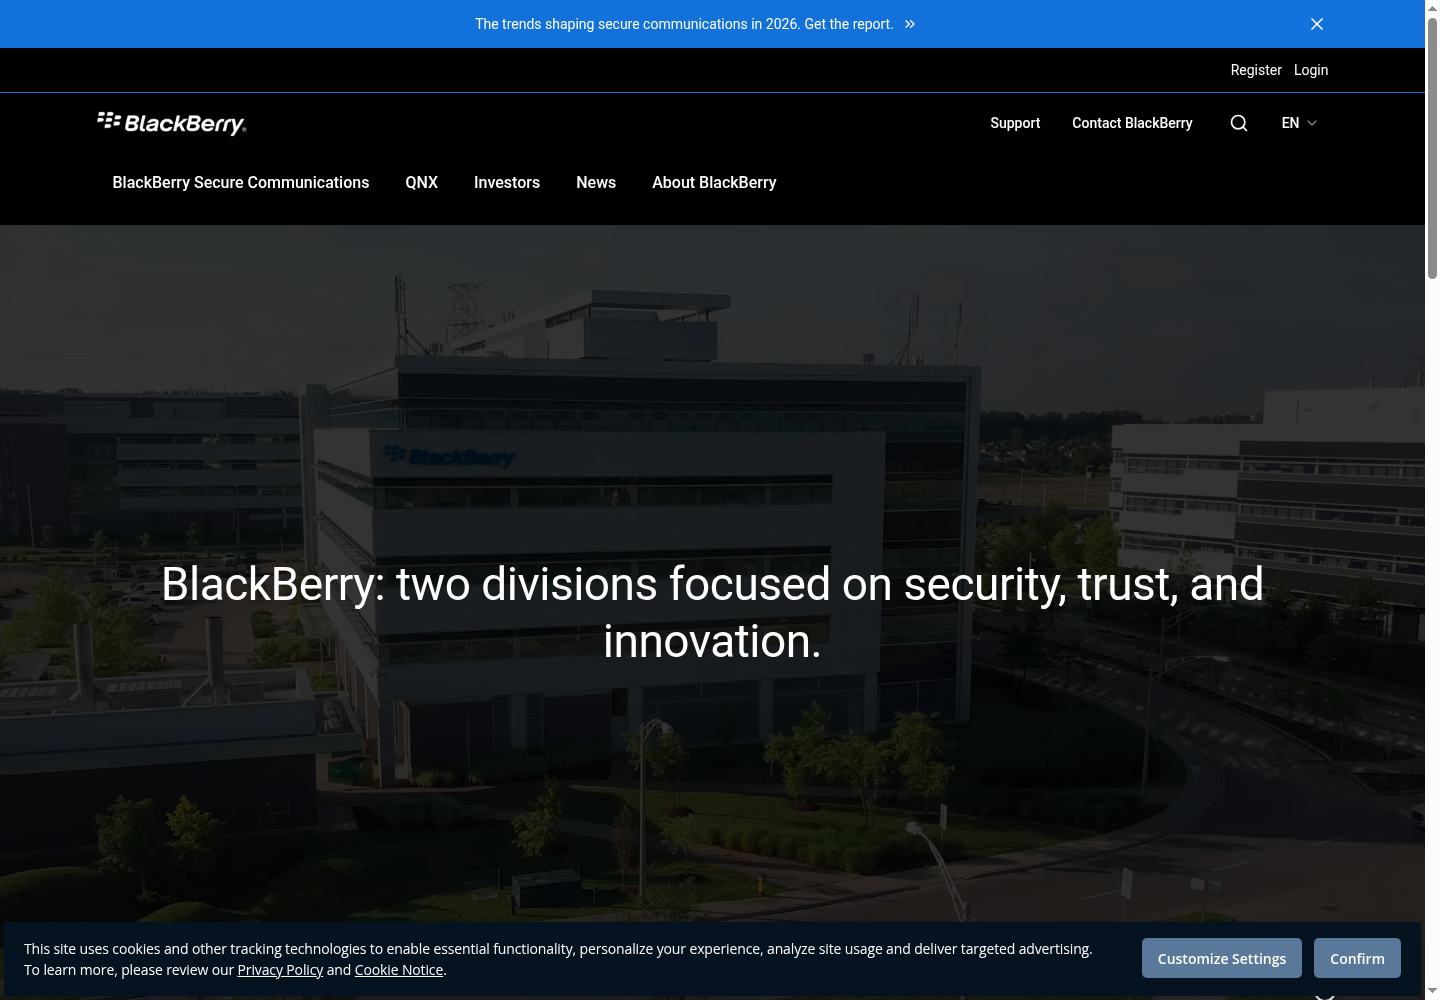 The trends shaping secure communications in 2026. Get the report. »
Register Login
BlackBerry®
Support Contact BlackBerry EN
BlackBerry Secure Communications QNX Investors News About BlackBerry
BlackBerry
BlackBerry: two divisions focused on security, trust, and
innovation.
This site uses cookies and other tracking technologies to enable essential functionality, personalize your experience, analyze site usage and deliver targeted advertising.
To learn more, please review our Privacy Policy and Cookie Notice.
Customize Settings Confirm